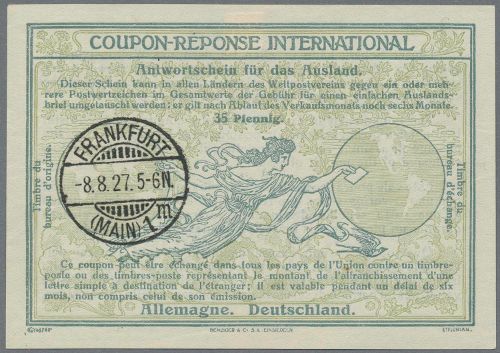 COUPON-REPONSE INTERNATIONAL
Antwortschein für das Ausland.
Dieser Schein kann in allen Ländern des Weltpostvereins gegen ein oder meh-
rere Postwertzeichen im Gesamtwerte der Gebühr für einen einfachen Auslands-
brief umgetauscht werden; er gilt nach Ablauf des Verkaufsmonats noch sechs Monate.
35 Pfennig.
FRANKFURT
-8.8.27.5-6N.
(MAIN) 1 m
Timbre du
bureau d'origine.
Timbre du
bureau d'échange.
Ce coupon peut être échangé dans tous les pays de l'Union contre un timbre-
poste ou des timbres-poste représentant le montant de l'affranchissement d'une
lettre simple à destination de l'étranger; il est valable pendant un délai de six
mois, non compris celui de son émission.
Allemagne. Deutschland.
BENZIGER & Co. S.A. EINSIEDELN